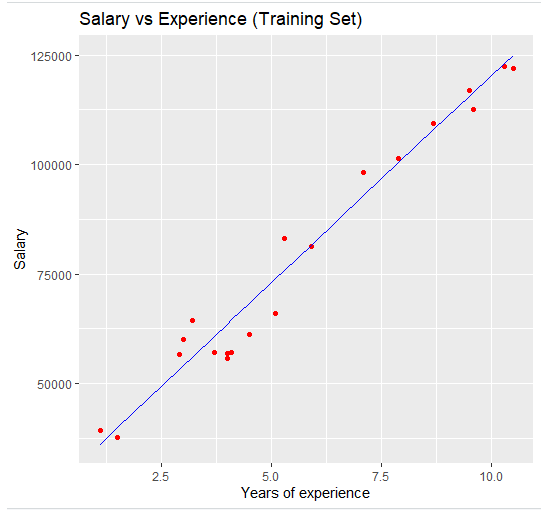 Salary vs Experience (Training Set)
125000
100000
75000
50000
Salary
2.5 5.0 7.5 10.0
Years of experience